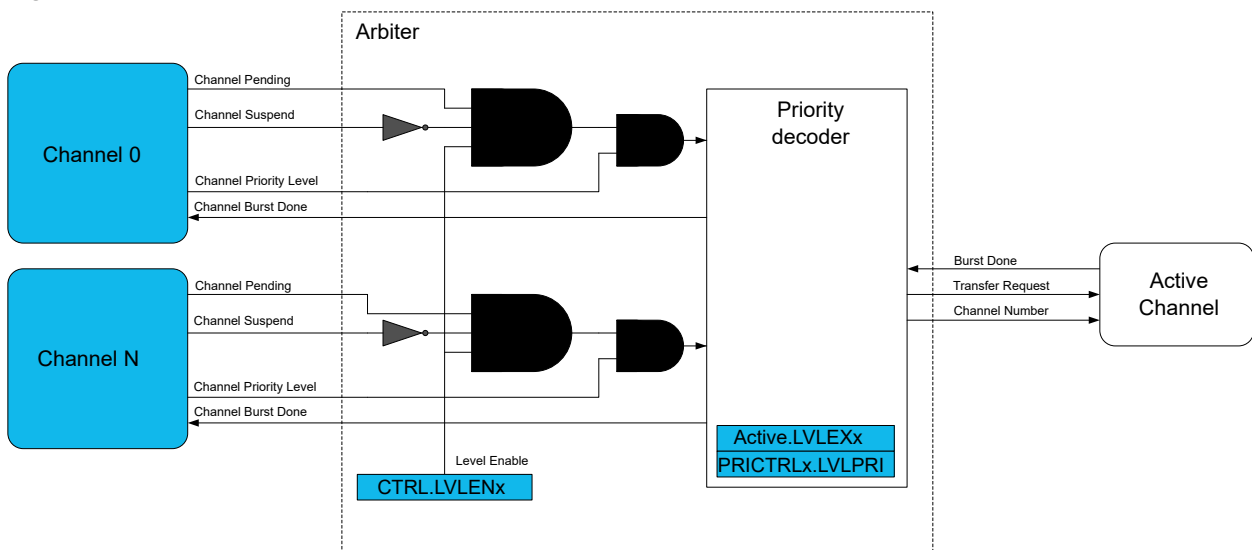 Arbiter
Channel 0
Channel Pending
Channel Suspend
Channel Priority Level
Channel Burst Done
Priority
decoder
Burst Done
Transfer Request
Channel Number
Active
Channel
Channel N
Channel Pending
Channel Suspend
Channel Priority Level
Channel Burst Done
Level Enable
CTRL.LVLENx
Active.LVLEXx
PRICTRLx.LVLPRI